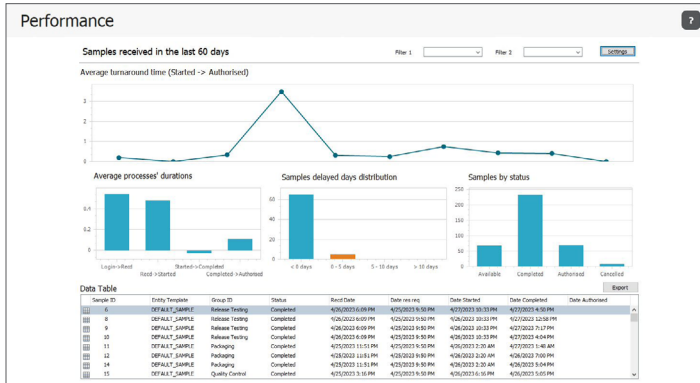 Performance
?
Samples received in the last 60 days
Filter 1
Filter 2
Settings
Average turnaround time (Started -> Authorised)
3
2
1
0
Average processes' durations
0.4
0.2
0
Login->Recd
Recd->Started
Started->Completed
Completed->Authorised
Samples delayed days distribution
60
40
20
0
< 0 days
0 - 5 days
5 - 10 days
> 10 days
Samples by status
250
200
150
100
50
0
Available
Completed
Authorised
Cancelled
Data Table
Export
Sample ID Entity Template Group ID Status Recd Date Date res req Date Started Date Completed Date Authorised
6 DEFAULT_SAMPLE Release Testing Completed 4/26/2023 6:09 PM 4/25/2023 9:50 PM 4/27/2023 10:33 PM 4/27/2023 4:50 PM
8 DEFAULT_SAMPLE Release Testing Completed 4/26/2023 6:09 PM 4/25/2023 9:50 PM 4/26/2023 10:33 PM 4/27/2023 12:58 PM
9 DEFAULT_SAMPLE Release Testing Completed 4/26/2023 6:09 PM 4/25/2023 9:50 PM 4/26/2023 10:33 PM 4/27/2023 7:17 PM
10 DEFAULT_SAMPLE Release Testing Completed 4/26/2023 6:09 PM 4/25/2023 9:50 PM 4/26/2023 10:33 PM 4/27/2023 4:04 PM
11 DEFAULT_SAMPLE Packaging Completed 4/25/2023 11:51 PM 4/25/2023 9:50 PM 4/26/2023 2:20 AM 4/27/2023 1:40 AM
12 DEFAULT_SAMPLE Packaging Completed 4/25/2023 11:51 PM 4/25/2023 9:50 PM 4/26/2023 2:20 AM 4/26/2023 7:00 PM
14 DEFAULT_SAMPLE Packaging Completed 4/25/2023 11:51 PM 4/25/2023 9:50 PM 4/26/2023 2:20 AM 4/26/2023 5:04 PM
15 DEFAULT_SAMPLE Quality Control Completed 4/25/2023 3:16 PM 4/25/2023 9:50 PM 4/26/2023 6:16 PM 4/26/2023 5:05 PM